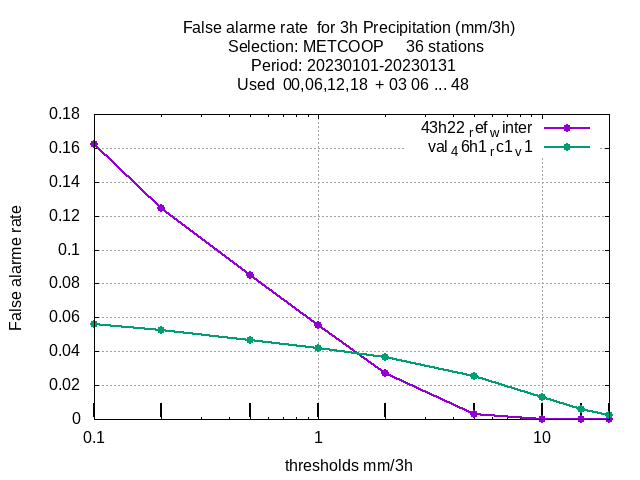 False alarme rate  for 3h Precipitation (mm/3h)
Selection: METCOOP     36 stations
Period: 20230101-20230131
Used  00,06,12,18  + 03 06 ... 48
43h22 ref winter
val 4 6h1 r c1 v 1
0.18
0.16
0.14
0.12
0.1
0.08
0.06
0.04
0.02
0
False alarme rate
0.1 1 10
thresholds mm/3h